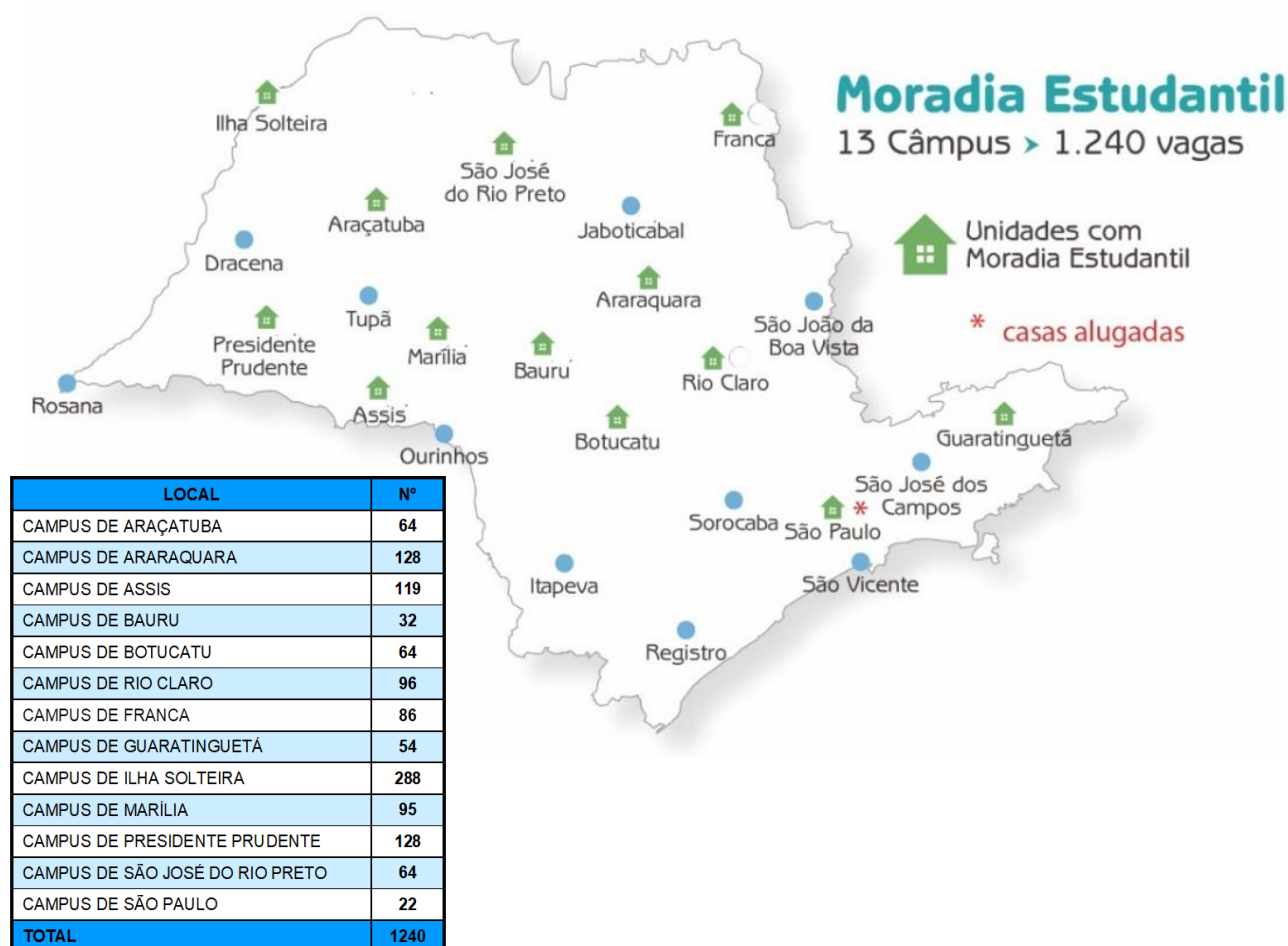 Moradia Estudantil
13 Câmpus > 1.240 vagas
Unidades com
Moradia Estudantil
* casas alugadas
Ilha Solteira
Franca
São José
do Rio Preto
Araçatuba
Jaboticabal
Dracena
Araraquara
Tupã
São João da
Boa Vista
Presidente
Prudente
Marília
Bauru
Rio Claro
Rosana
Assis
Botucatu
Guaratinguetá
Ourinhos
São José dos
Campos
Sorocaba
São Paulo
*
Itapeva
São Vicente
Registro
LOCAL Nº
CAMPUS DE ARAÇATUBA 64
CAMPUS DE ARARAQUARA 128
CAMPUS DE ASSIS 119
CAMPUS DE BAURU 32
CAMPUS DE BOTUCATU 64
CAMPUS DE RIO CLARO 96
CAMPUS DE FRANCA 86
CAMPUS DE GUARATINGUETÁ 54
CAMPUS DE ILHA SOLTEIRA 288
CAMPUS DE MARÍLIA 95
CAMPUS DE PRESIDENTE PRUDENTE 128
CAMPUS DE SÃO JOSÉ DO RIO PRETO 64
CAMPUS DE SÃO PAULO 22
TOTAL 1240